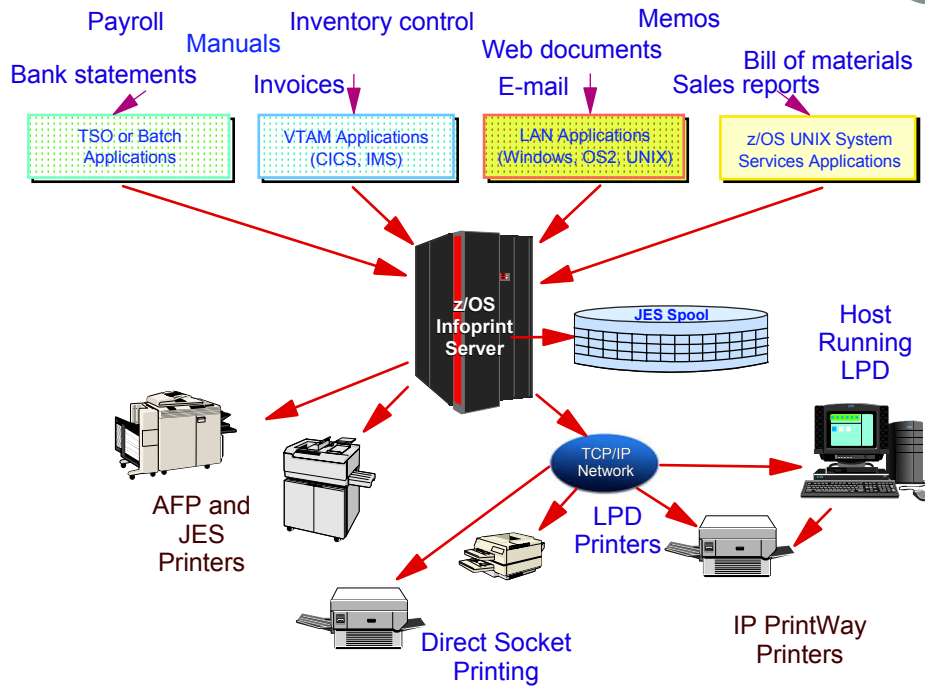 Payroll
Inventory control
Memos
Manuals
Web documents
Bill of materials
Bank statements
Invoices
E-mail
Sales reports
TSO or Batch
Applications
VTAM Applications
(CICS, IMS)
LAN Applications
(Windows, OS2, UNIX)
z/OS UNIX System
Services Applications
z/OS
Infoprint
Server
JES Spool
Host
Running
LPD
TCP/IP
Network
AFP and
JES
Printers
LPD
Printers
Direct Socket
Printing
IP PrintWay
Printers